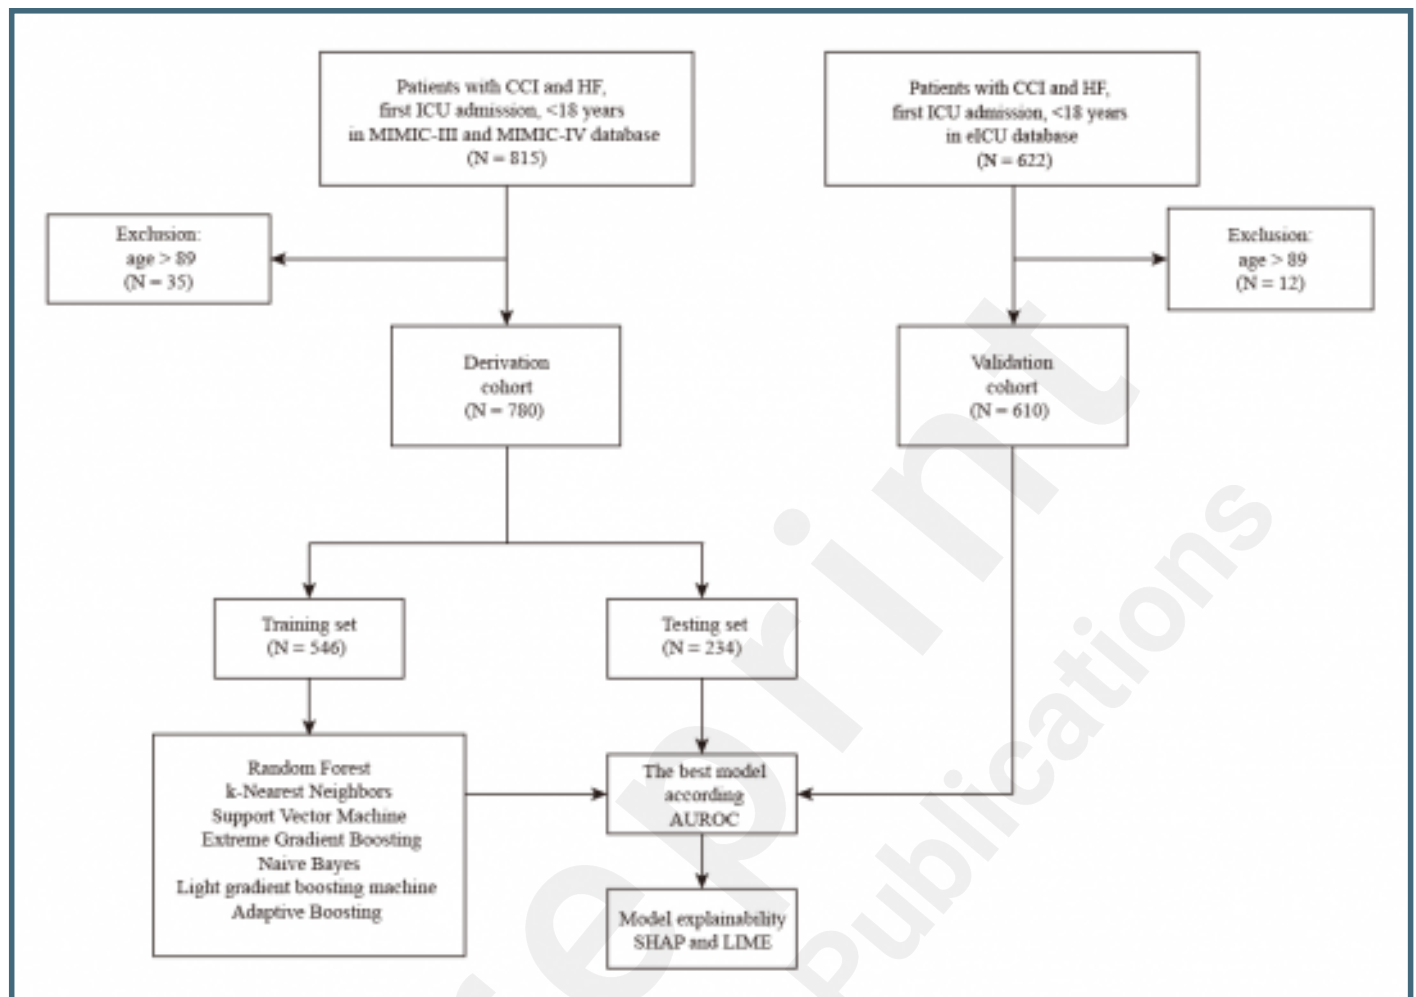 Patients with CCI and HF,
first ICU admission, <18 years
in MIMIC-III and MIMIC-IV database
(N = 815)
Patients with CCI and HF,
first ICU admission, <18 years
in eICU database
(N = 622)
Exclusion:
age > 89
(N = 35)
Exclusion:
age > 89
(N = 12)
Derivation
cohort
(N = 780)
Validation
cohort
(N = 610)
Training set
(N = 546)
Testing set
(N = 234)
Random Forest
k-Nearest Neighbors
Support Vector Machine
Extreme Gradient Boosting
Naive Bayes
Light gradient boosting machine
Adaptive Boosting
The best model
according
AUROC
Model explainability
SHAP and LIME
eprint
Publications